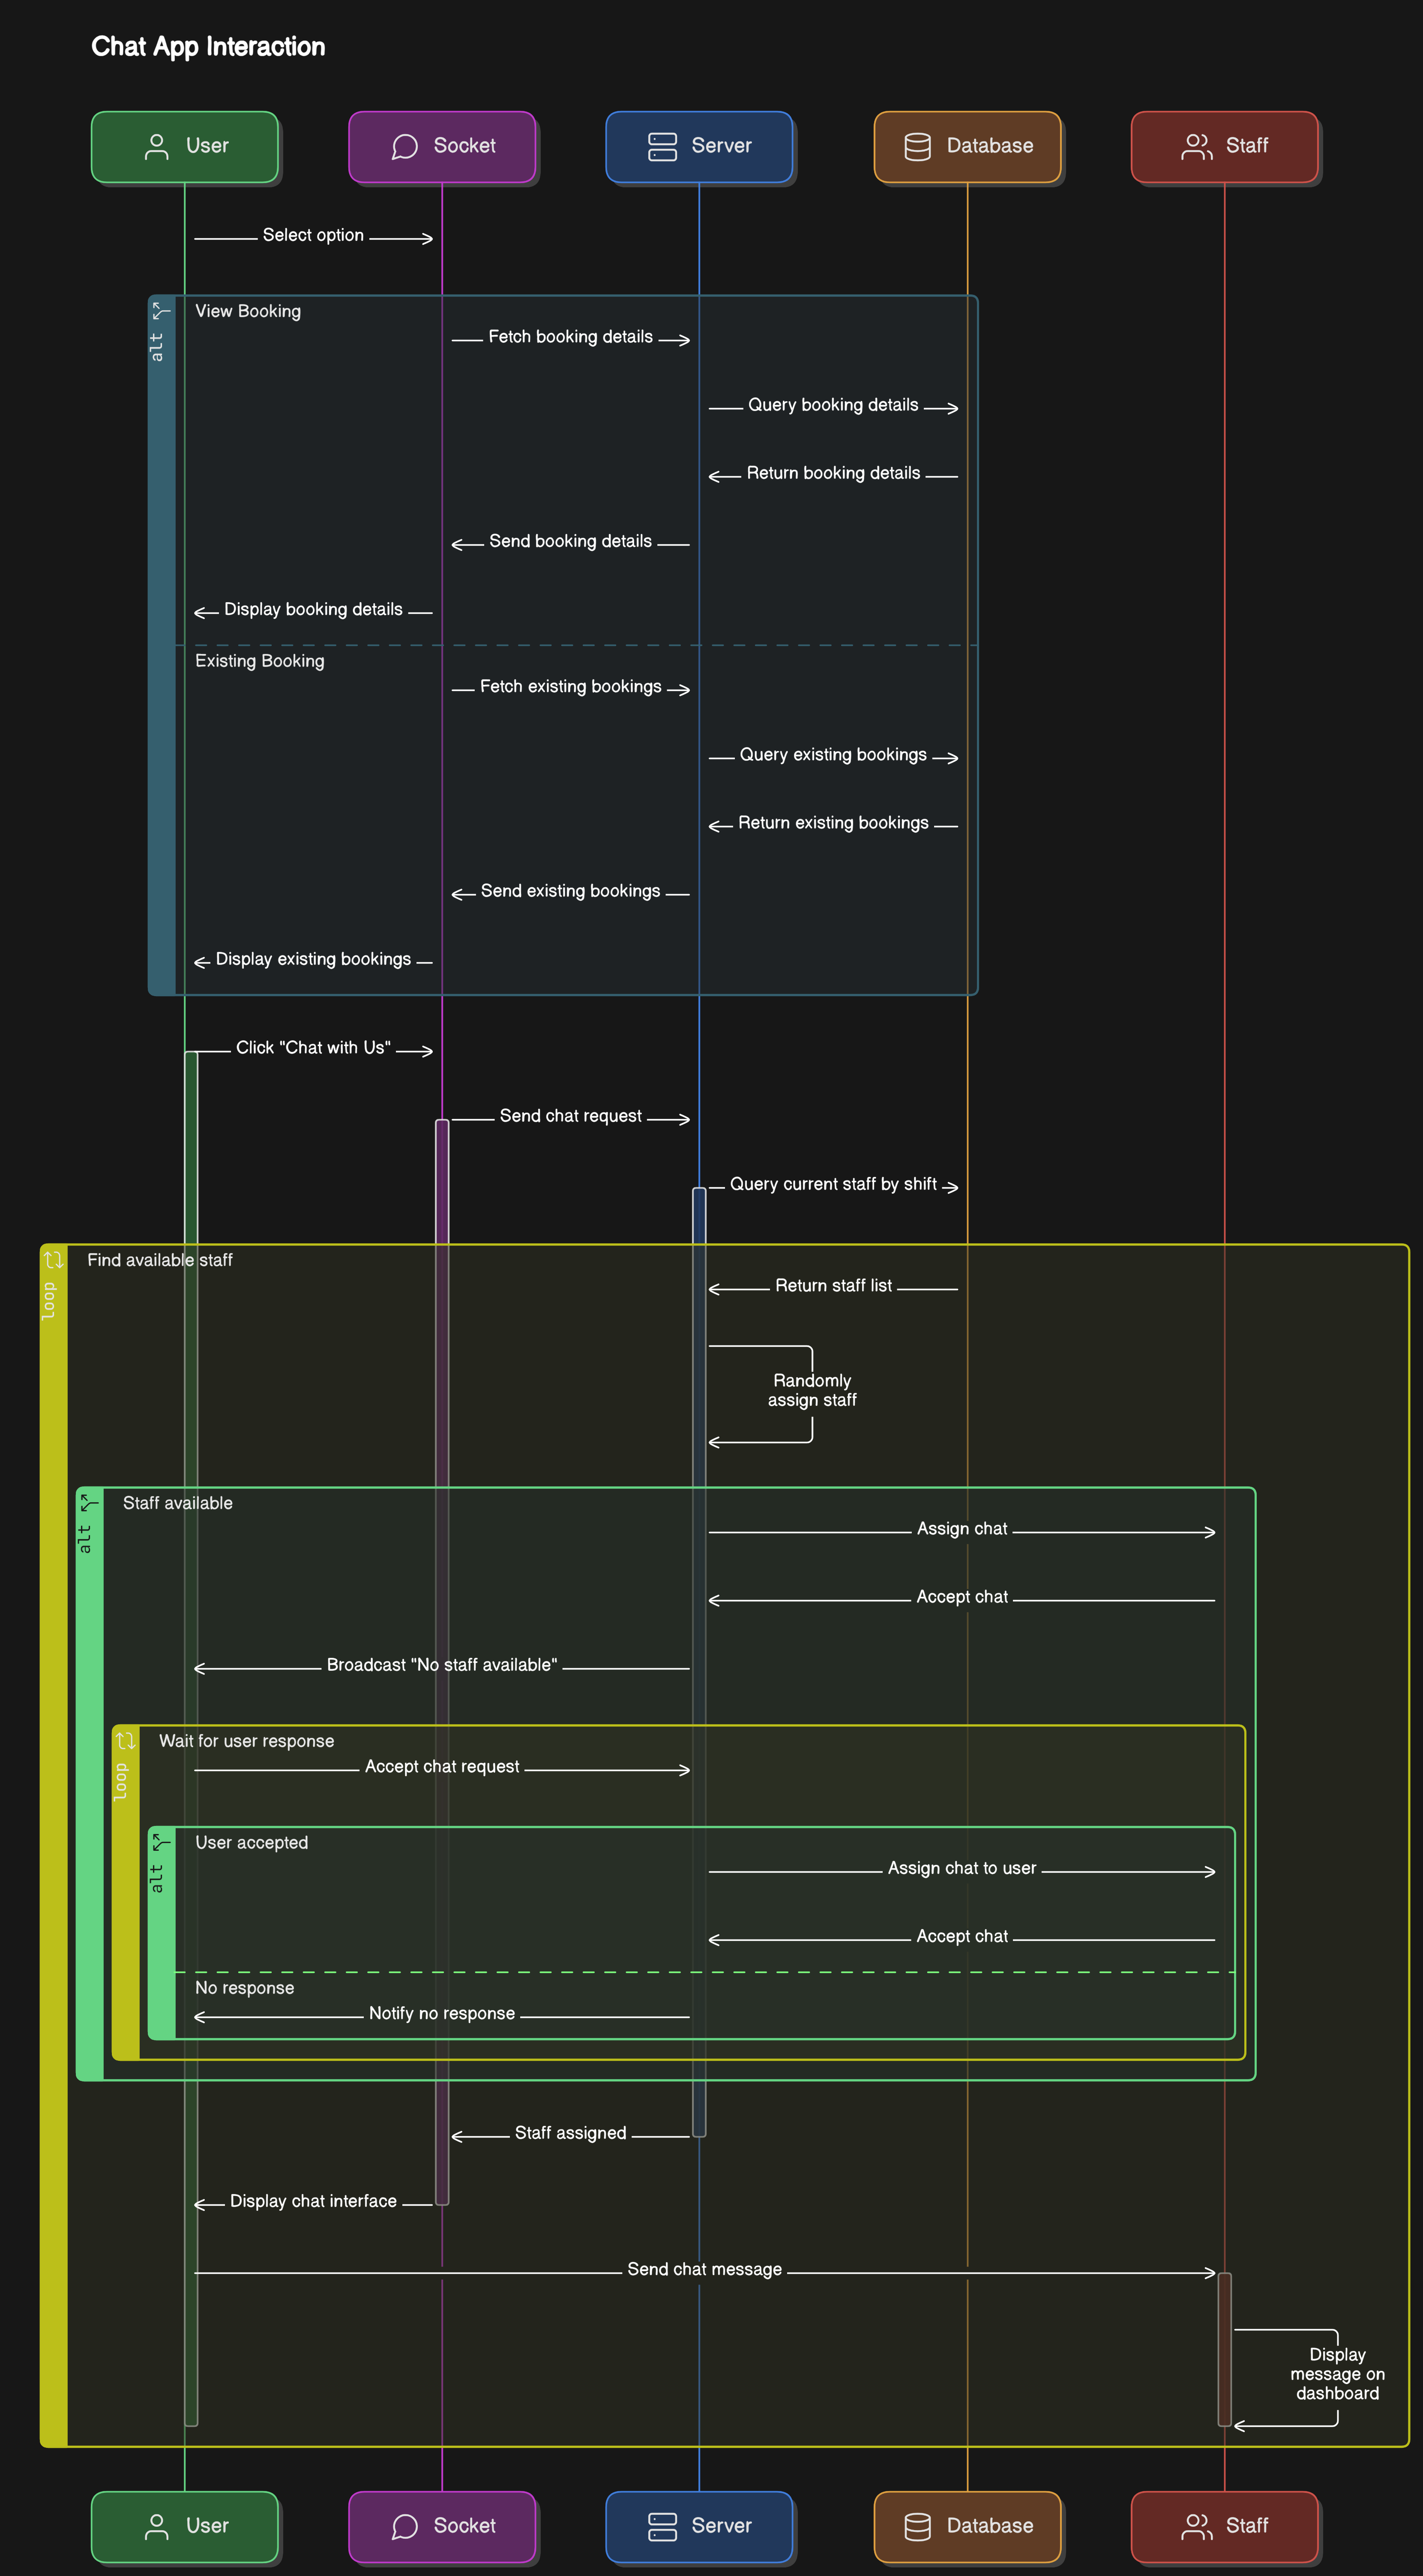 Chat App Interaction
User
Socket
Server
Database
Staff
Select option
alt
View Booking
Fetch booking details
Query booking details
Return booking details
Send booking details
Display booking details
Existing Booking
Fetch existing bookings
Query existing bookings
Return existing bookings
Send existing bookings
Display existing bookings
Click "Chat with Us"
Send chat request
Query current staff by shift
loop
Find available staff
Return staff list
Randomly
assign staff
alt
Staff available
Assign chat
Accept chat
Broadcast "No staff available"
loop
Wait for user response
Accept chat request
alt
User accepted
Assign chat to user
Accept chat
No response
Notify no response
Staff assigned
Display chat interface
Send chat message
Display
message on
dashboard
User
Socket
Server
Database
Staff